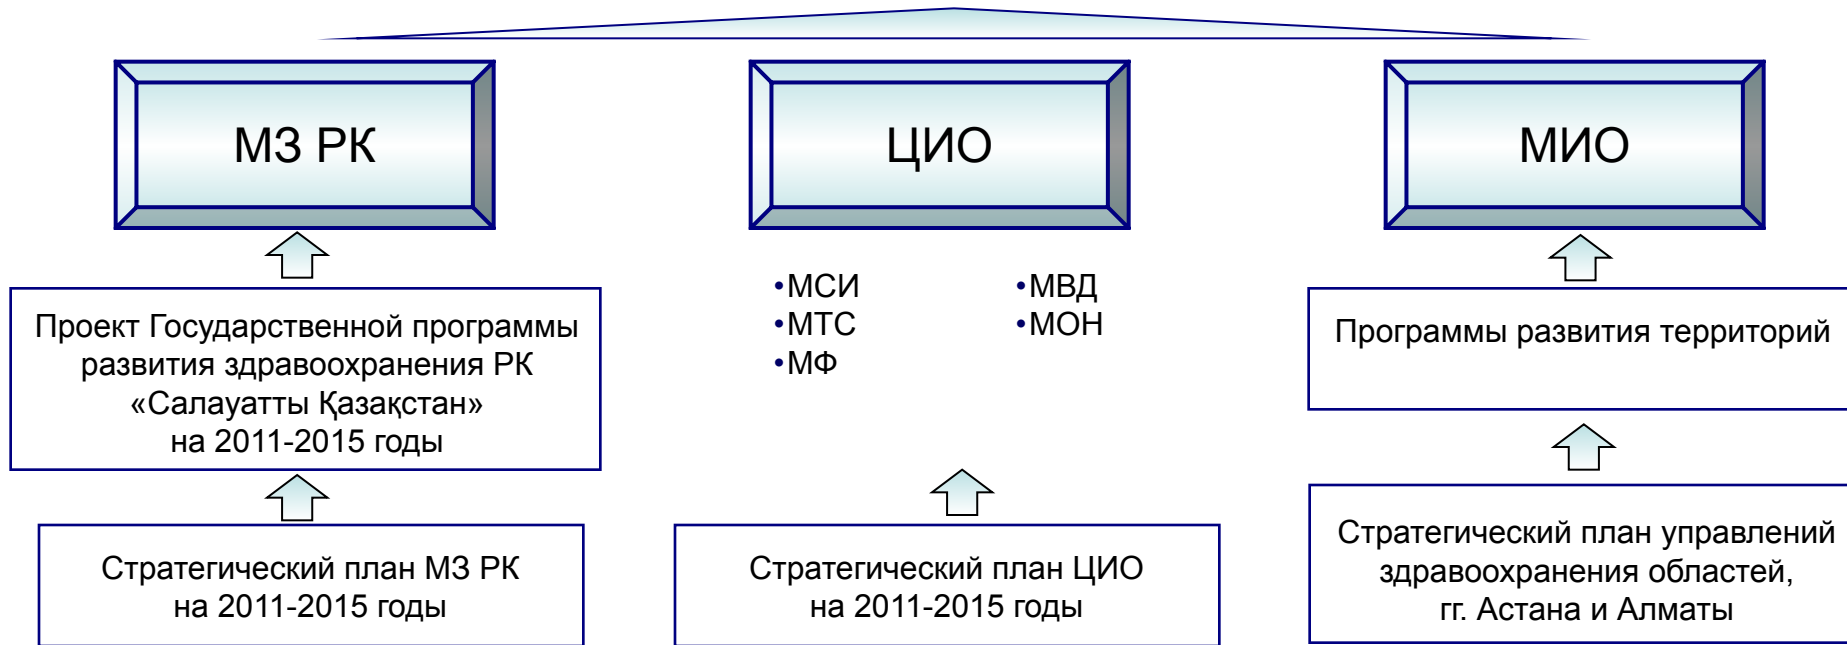 МЗ РК
ЦИО
МИО
Проект Государственной программы
развития здравоохранения РК
«Салауатты Қазақстан»
на 2011-2015 годы
•МСИ
•МТС
•МФ
•МВД
•МОН
Программы развития территорий
Стратегический план МЗ РК
на 2011-2015 годы
Стратегический план ЦИО
на 2011-2015 годы
Стратегический план управлений
здравоохранения областей,
гг. Астана и Алматы